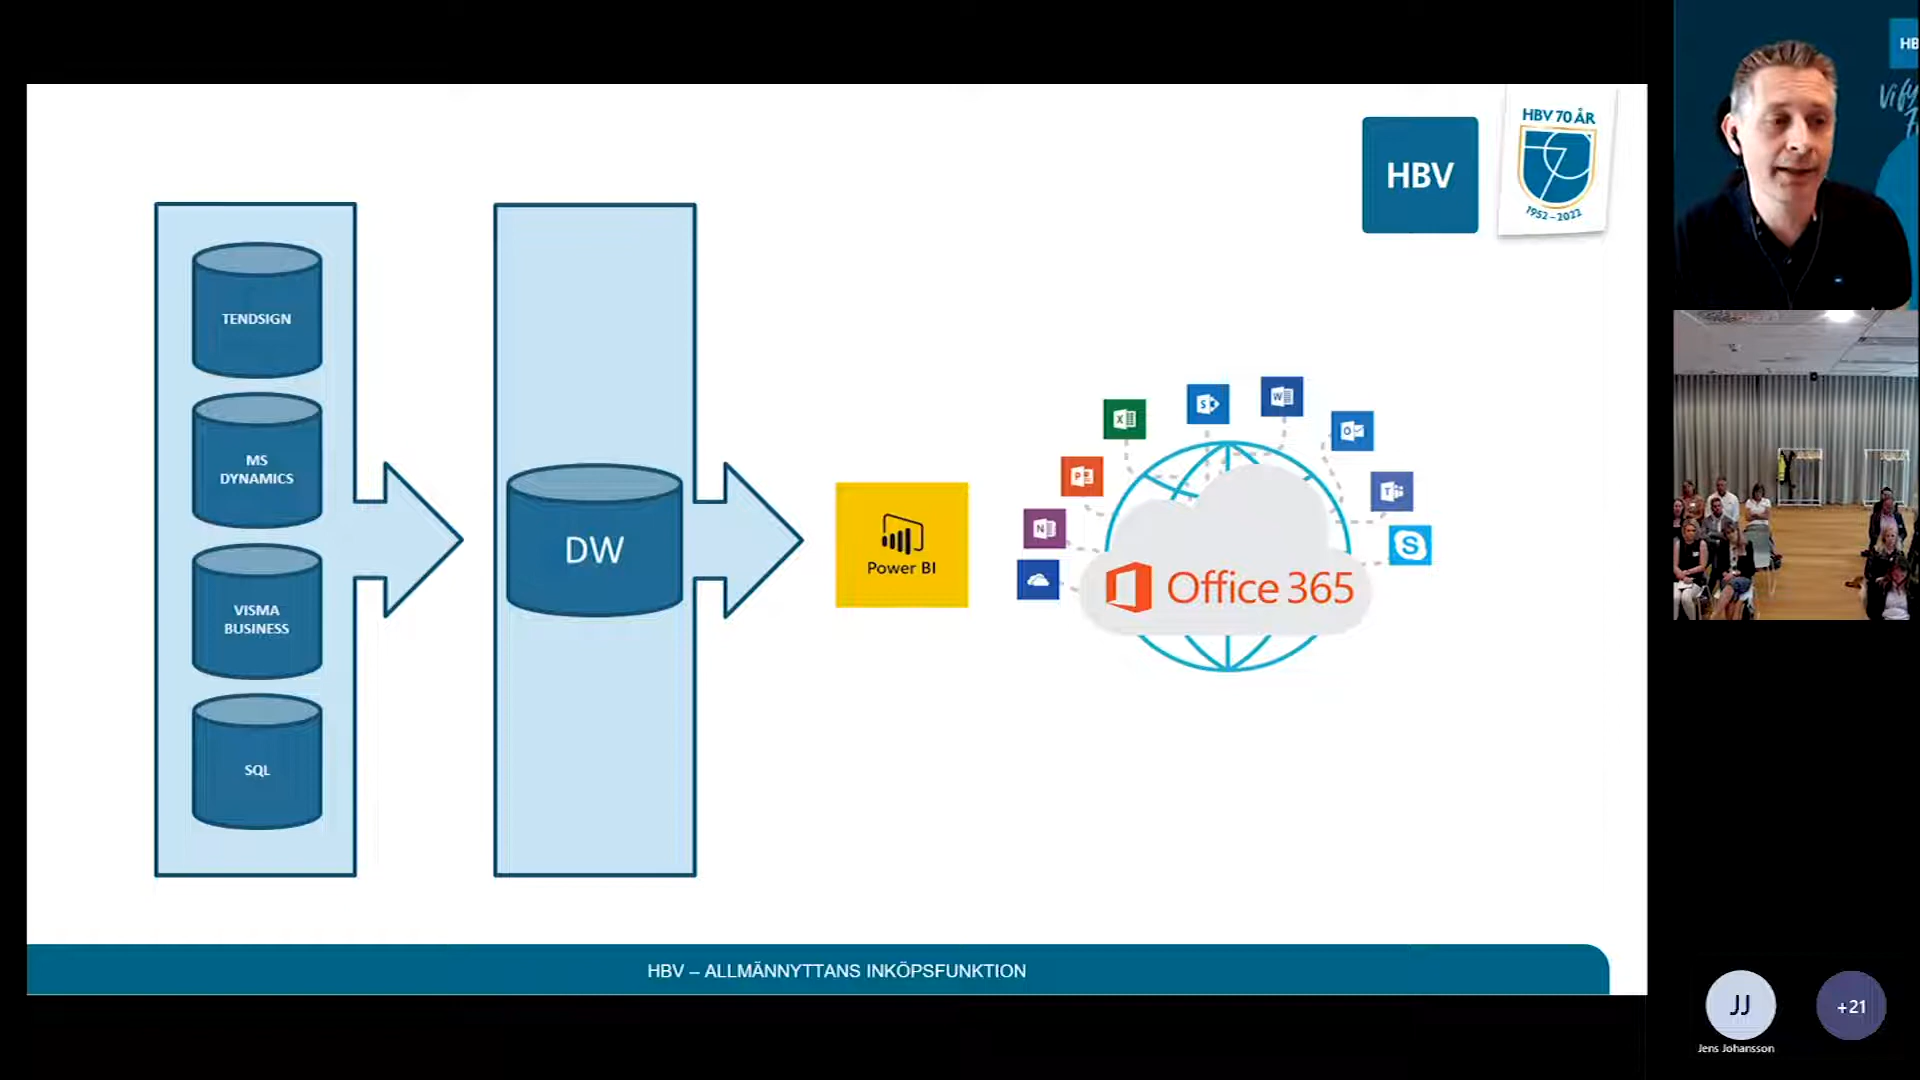 HBV
HBV 70 ÅR
1952–2022
TENDSIGN
MS
DYNAMICS
VISMA
BUSINESS
SQL
DW
Power BI
Office 365
HBV – ALLMÄNNYTTANS INKÖPSFUNKTION
HB
JJ
+21
Jens Johansson